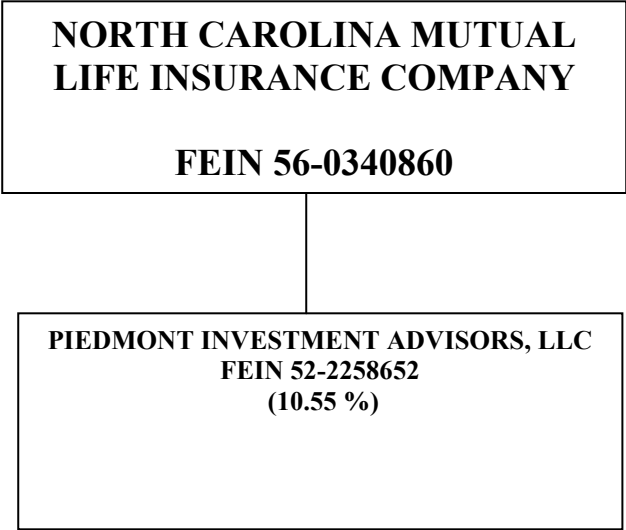 NORTH CAROLINA MUTUAL
LIFE INSURANCE COMPANY
FEIN 56-0340860
PIEDMONT INVESTMENT ADVISORS, LLC
FEIN 52-2258652
(10.55 %)